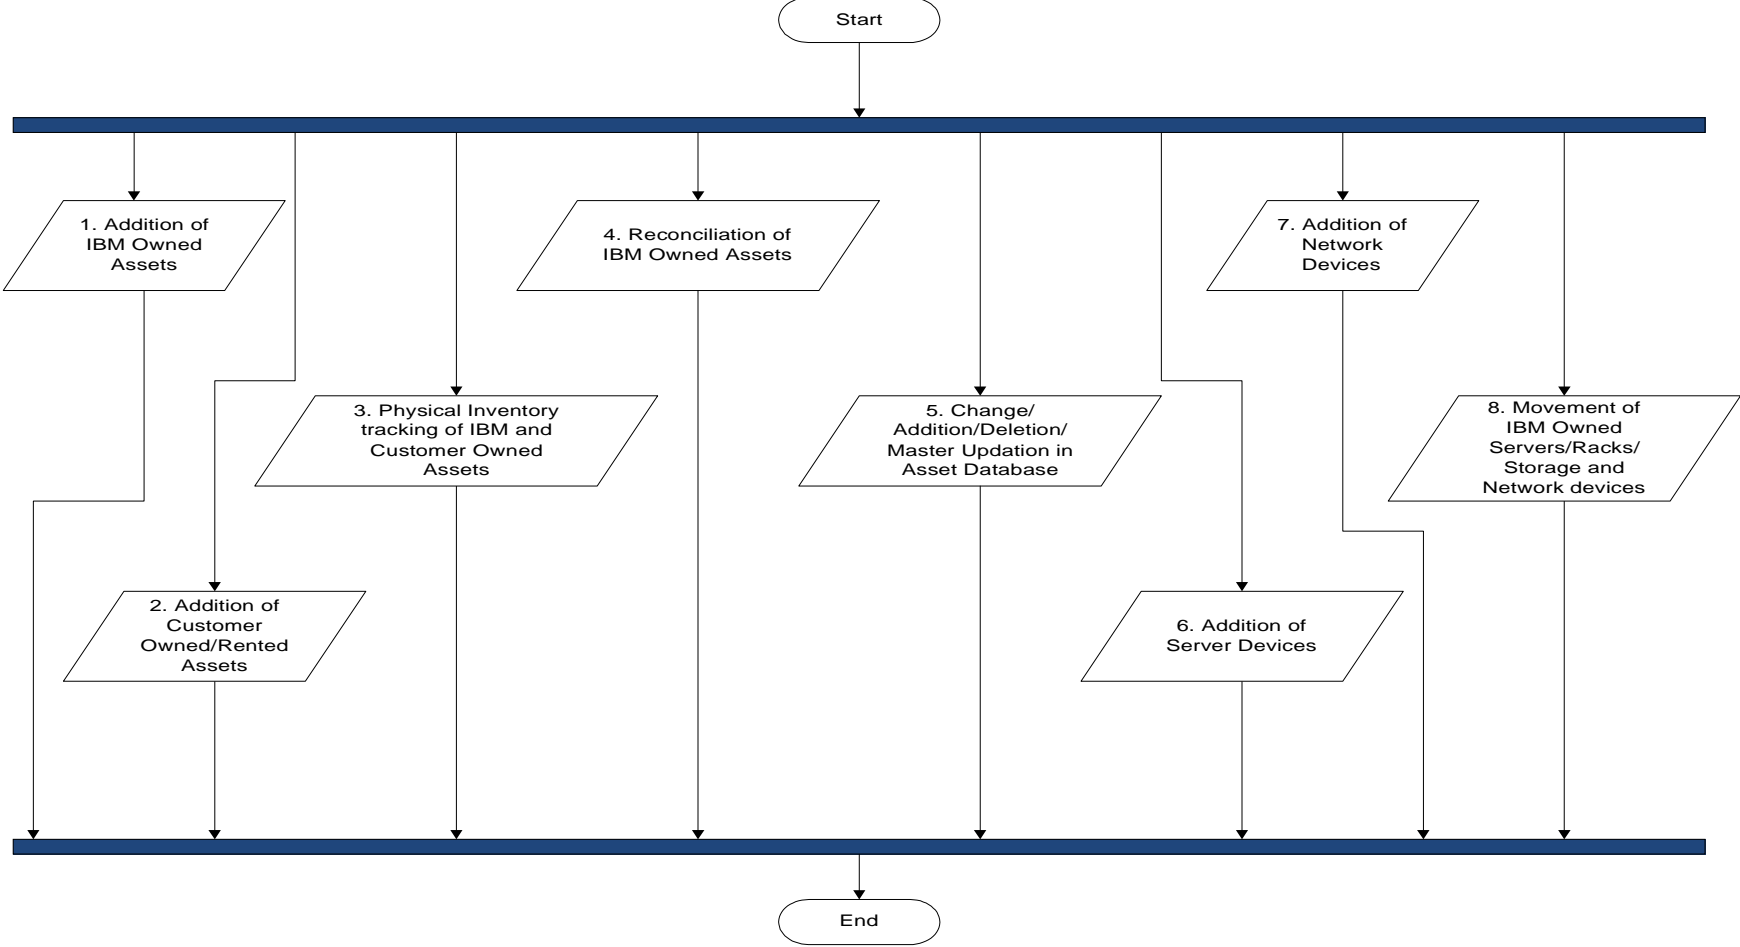 Start
1. Addition of
IBM Owned
Assets
4. Reconciliation of
IBM Owned Assets
7. Addition of
Network
Devices
3. Physical Inventory
tracking of IBM and
Customer Owned
Assets
5. Change/
Addition/Deletion/
Master Updation in
Asset Database
8. Movement of
IBM Owned
Servers/Racks/
Storage and
Network devices
2. Addition of
Customer
Owned/Rented
Assets
6. Addition of
Server Devices
End